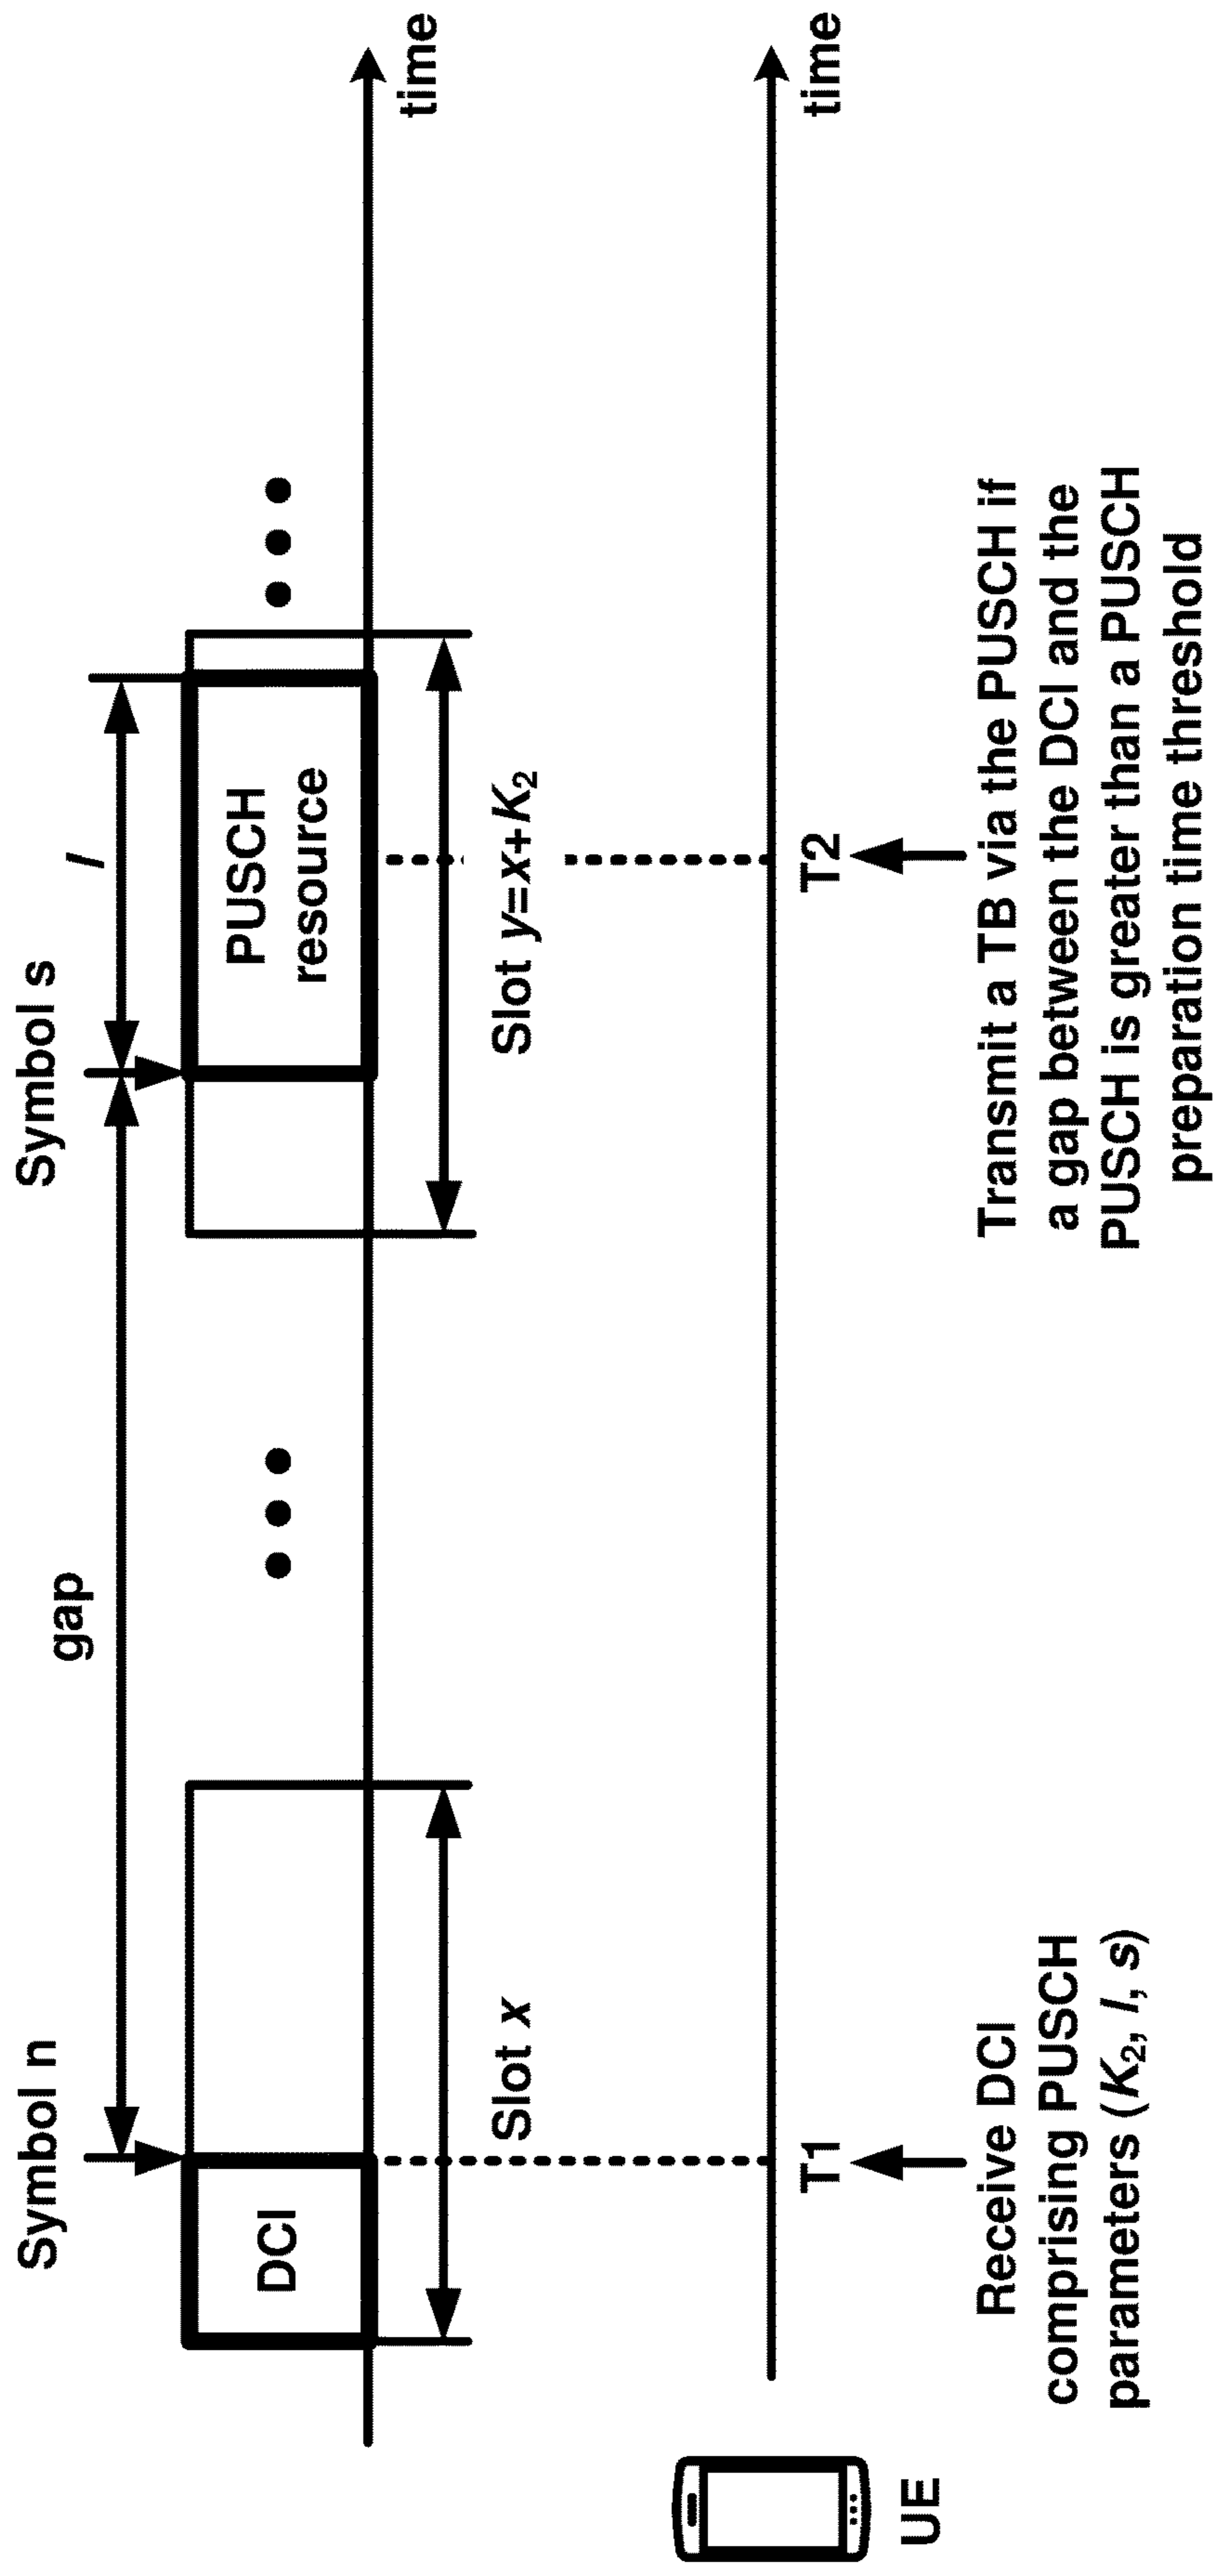 Symbol n
gap
Symbol s
l
DCI
PUSCH
resource
time
Slot x
Slot y=x+K₂
UE
T1
T2
time
Receive DCI
comprising PUSCH
parameters (K₂, l, s)
Transmit a TB via the PUSCH if
a gap between the DCI and the
PUSCH is greater than a PUSCH
preparation time threshold